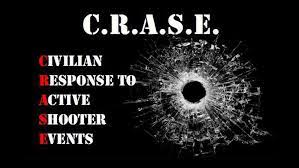 C.R.A.S.E.
CIVILIAN
RESPONSE TO
ACTIVE
SHOOTER
EVENTS